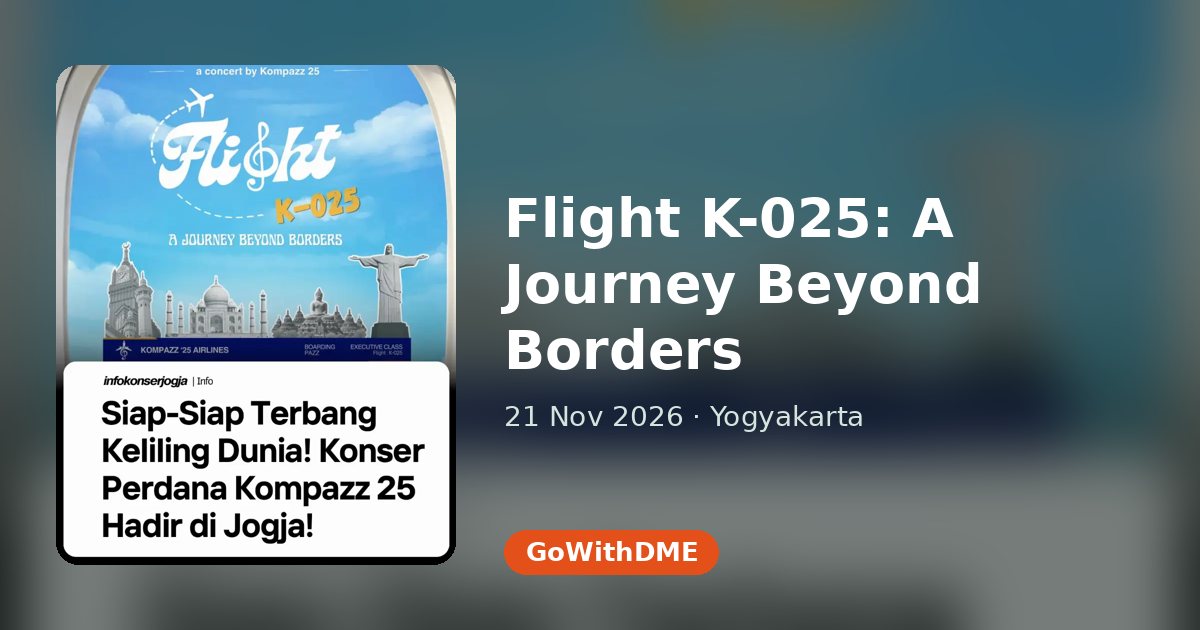 a concert by Kompazz 25
Flight
K-025
A JOURNEY BEYOND BORDERS
KOMPAZZ '25 AIRLINES
BOARDING
PAZZ
EXECUTIVE CLASS
Flight : K-025
infokonserjogja | Info
Siap-Siap Terbang
Keliling Dunia! Konser
Perdana Kompazz 25
Hadir di Jogja!
Flight K-025: A
Journey Beyond
Borders
21 Nov 2026 · Yogyakarta
GoWithDME